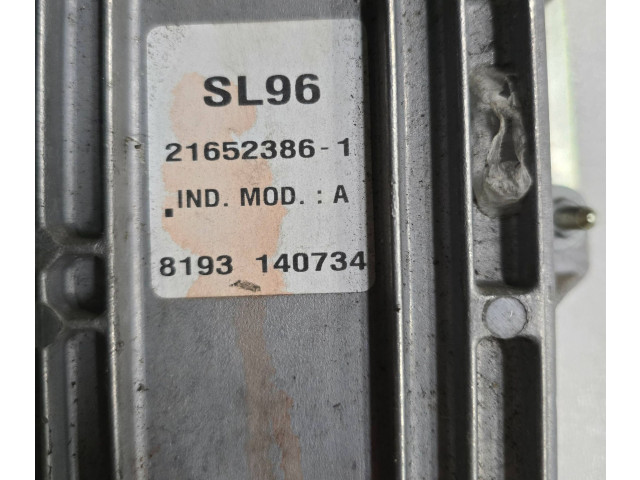 SL96
21652386-1
IND. MOD. : A
8193 140734